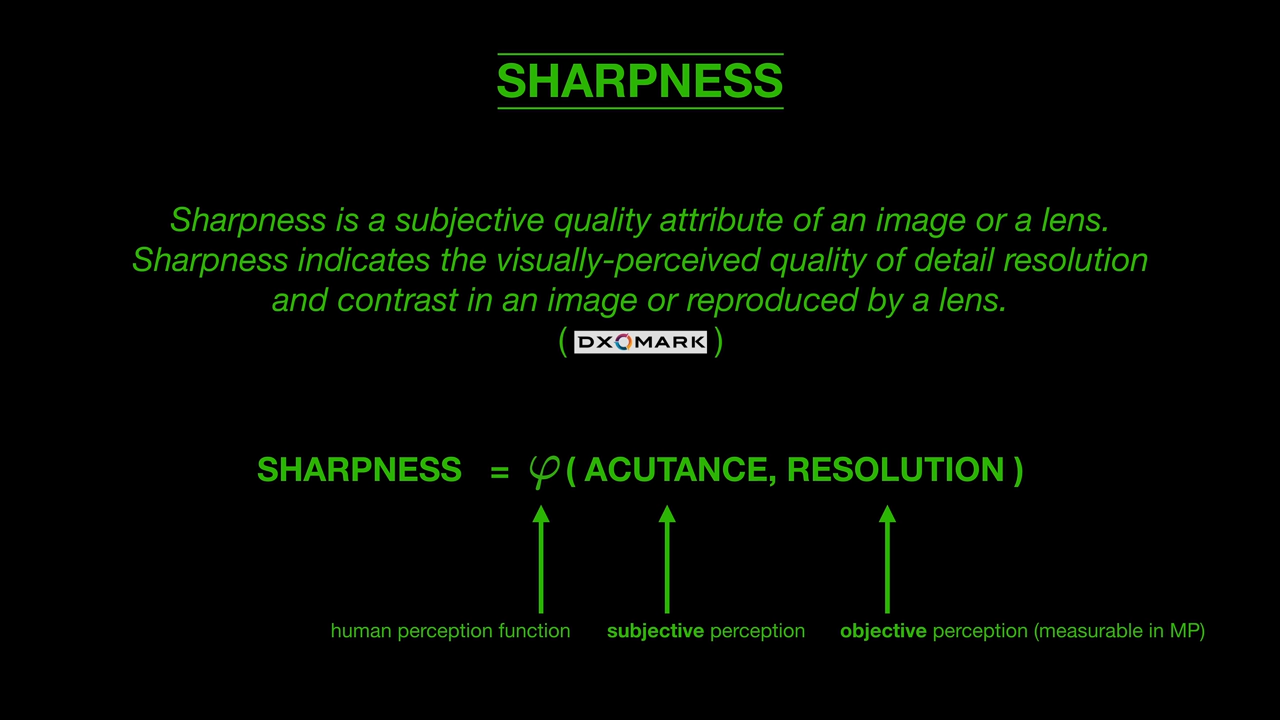 SHARPNESS
Sharpness is a subjective quality attribute of an image or a lens.
Sharpness indicates the visually-perceived quality of detail resolution
and contrast in an image or reproduced by a lens.
( DXOMARK )
SHARPNESS = φ ( ACUTANCE, RESOLUTION )
human perception function subjective perception objective perception (measurable in MP)